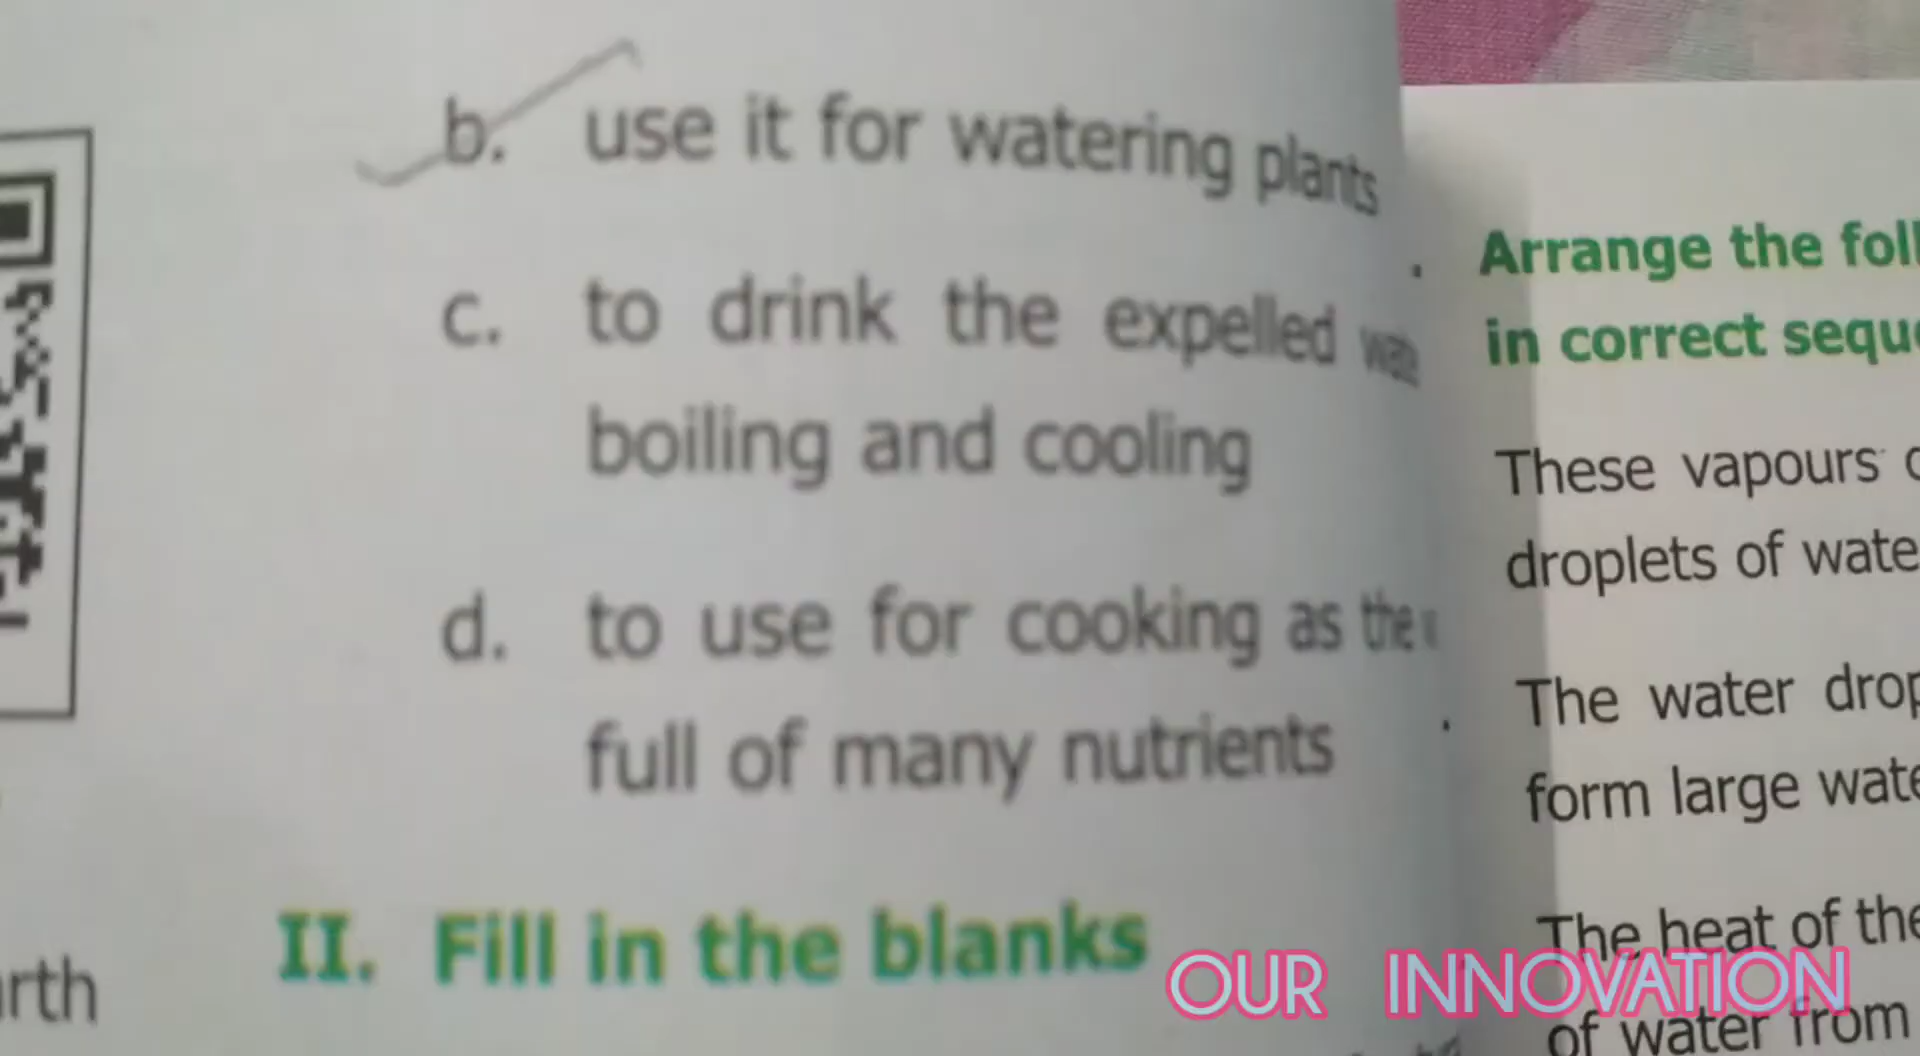 b. use it for watering plants
c. to drink the expelled
boiling and cooling
d. to use for cooking as the
full of many nutrients
II. Fill in the blanks
rth
Arrange the foll
in correct sequ
These vapours
droplets of wate
The water drop
form large wate
The heat of the
of water from
OUR INNOVATION